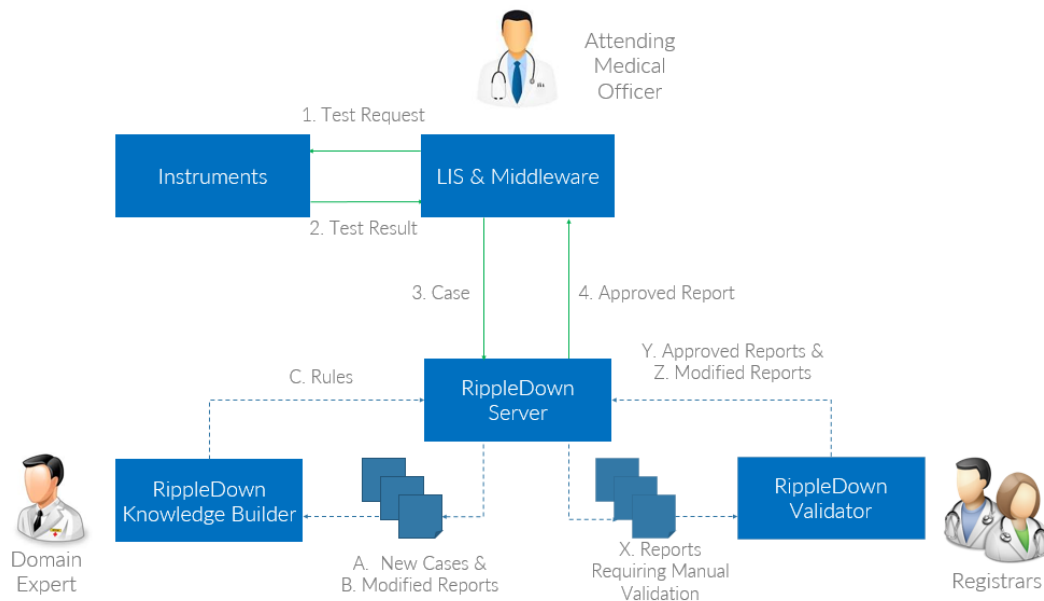 Attending
Medical
Officer
1. Test Request
Instruments
LIS & Middleware
2. Test Result
3. Case
4. Approved Report
C. Rules
RippleDown
Server
Y. Approved Reports &
Z. Modified Reports
RippleDown
Knowledge Builder
RippleDown
Validator
Domain
Expert
A. New Cases &
B. Modified Reports
X. Reports
Requiring Manual
Validation
Registrars